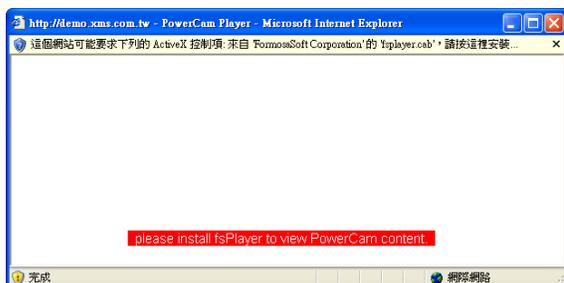 http://demo.xms.com.tw - PowerCam Player - Microsoft Internet Explorer
這個網站可能要求下列的 ActiveX 控制項: 來自 'FormosaSoft Corporation' 的 'fsplayer.cab'，請按這裡安裝...
please install fsPlayer to view PowerCam content.
完成
網際網路